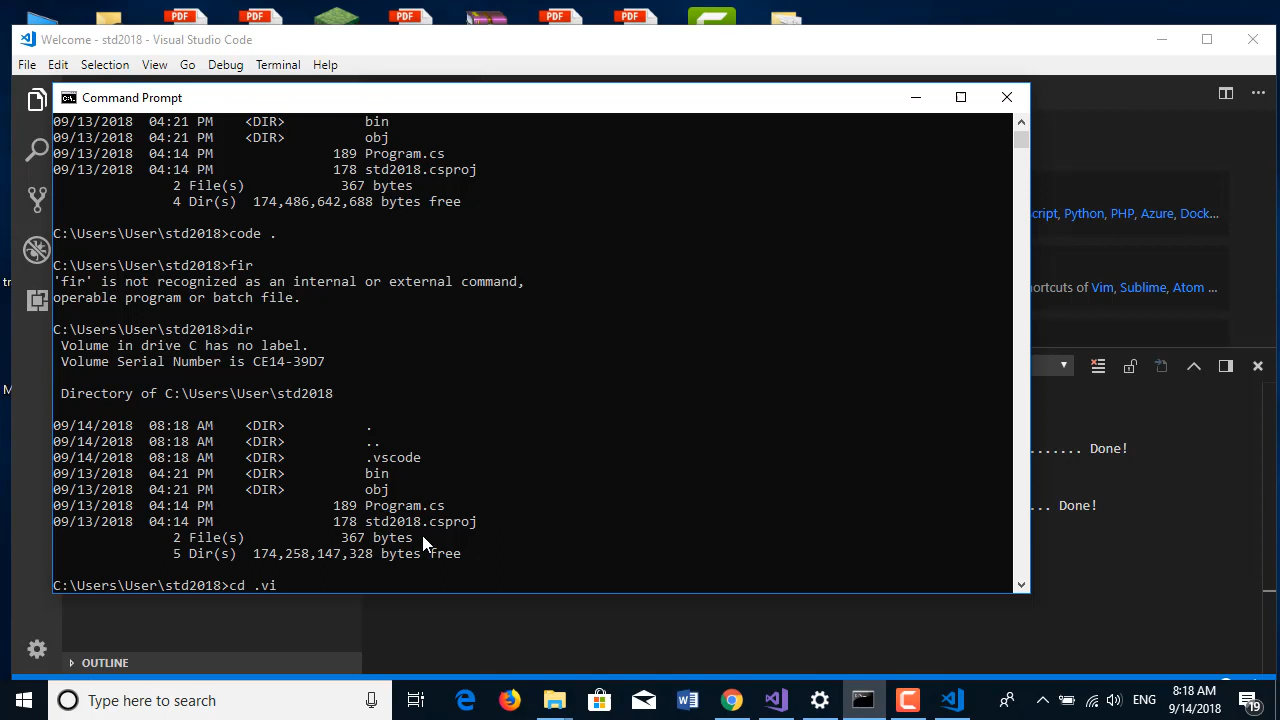 PDF PDF PDF PDF PDF
Welcome - std2018 - Visual Studio Code
File Edit Selection View Go Debug Terminal Help
Command Prompt
09/13/2018  04:21 PM    <DIR>          bin
09/13/2018  04:21 PM    <DIR>          obj
09/13/2018  04:14 PM               189 Program.cs
09/13/2018  04:14 PM               178 std2018.csproj
               2 File(s)            367 bytes
               4 Dir(s)  174,486,642,688 bytes free
C:\Users\User\std2018>code .
C:\Users\User\std2018>fir
'fir' is not recognized as an internal or external command,
operable program or batch file.
C:\Users\User\std2018>dir
 Volume in drive C has no label.
 Volume Serial Number is CE14-39D7
 Directory of C:\Users\User\std2018
09/14/2018  08:18 AM    <DIR>          .
09/14/2018  08:18 AM    <DIR>          ..
09/14/2018  08:18 AM    <DIR>          .vscode
09/13/2018  04:21 PM    <DIR>          bin
09/13/2018  04:21 PM    <DIR>          obj
09/13/2018  04:14 PM               189 Program.cs
09/13/2018  04:14 PM               178 std2018.csproj
               2 File(s)            367 bytes
               5 Dir(s)  174,258,147,328 bytes free
C:\Users\User\std2018>cd .vi
cript, Python, PHP, Azure, Dock...
ortcuts of Vim, Sublime, Atom ...
....... Done!
... Done!
OUTLINE
Type here to search
ENG
8:18 AM
9/14/2018
19